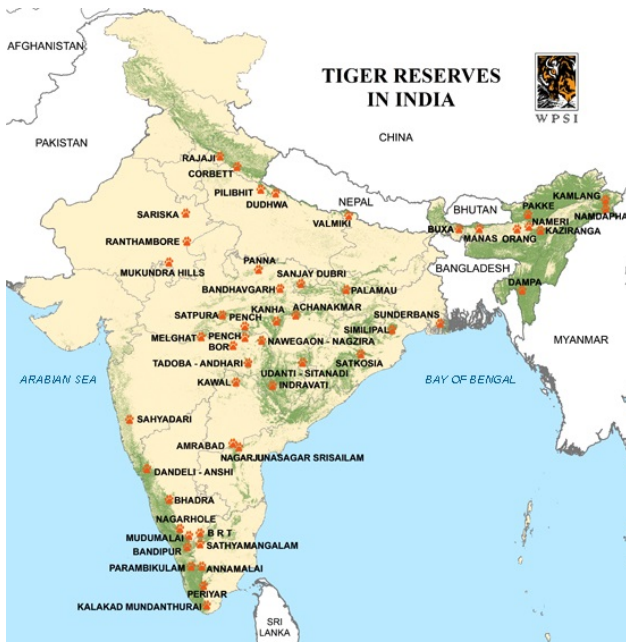 AFGHANISTAN
TIGER RESERVES
IN INDIA
WPSI
PAKISTAN
CHINA
RAJAJI
CORBETT
PILIBHIT
DUDHWA
NEPAL
VALMIKI
BHUTAN
KAMLANG
PAKKE
NAMDAPHA
NAMERI
BUXA
MANAS
ORANG
KAZIRANGA
SARISKA
RANTHAMBORE
MUKUNDRA HILLS
BANGLADESH
DAMPA
PANNA
SANJAY DUBRI
BANDHAVGARH
PALAMAU
ACHANAKMAR
KANHA
SATPURA
PENCH
SUNDERBANS
SIMILIPAL
MELGHAT
PENCH
NAWEGAON - NAGZIRA
BOR
MYANMAR
SATKOSIA
TADOBA - ANDHARI
UDANTI - SITANADI
ARABIAN SEA
KAWAL
INDRAVATI
BAY OF BENGAL
SAHYADARI
AMRABAD
NAGARJUNASAGAR SRISAILAM
DANDELI - ANSHI
BHADRA
NAGARHOLE
B R T
MUDUMALAI
SATHYAMANGALAM
BANDIPUR
PARAMBIKULAM
ANNAMALAI
PERIYAR
KALAKAD MUNDANTHURAI
SRI
LANKA